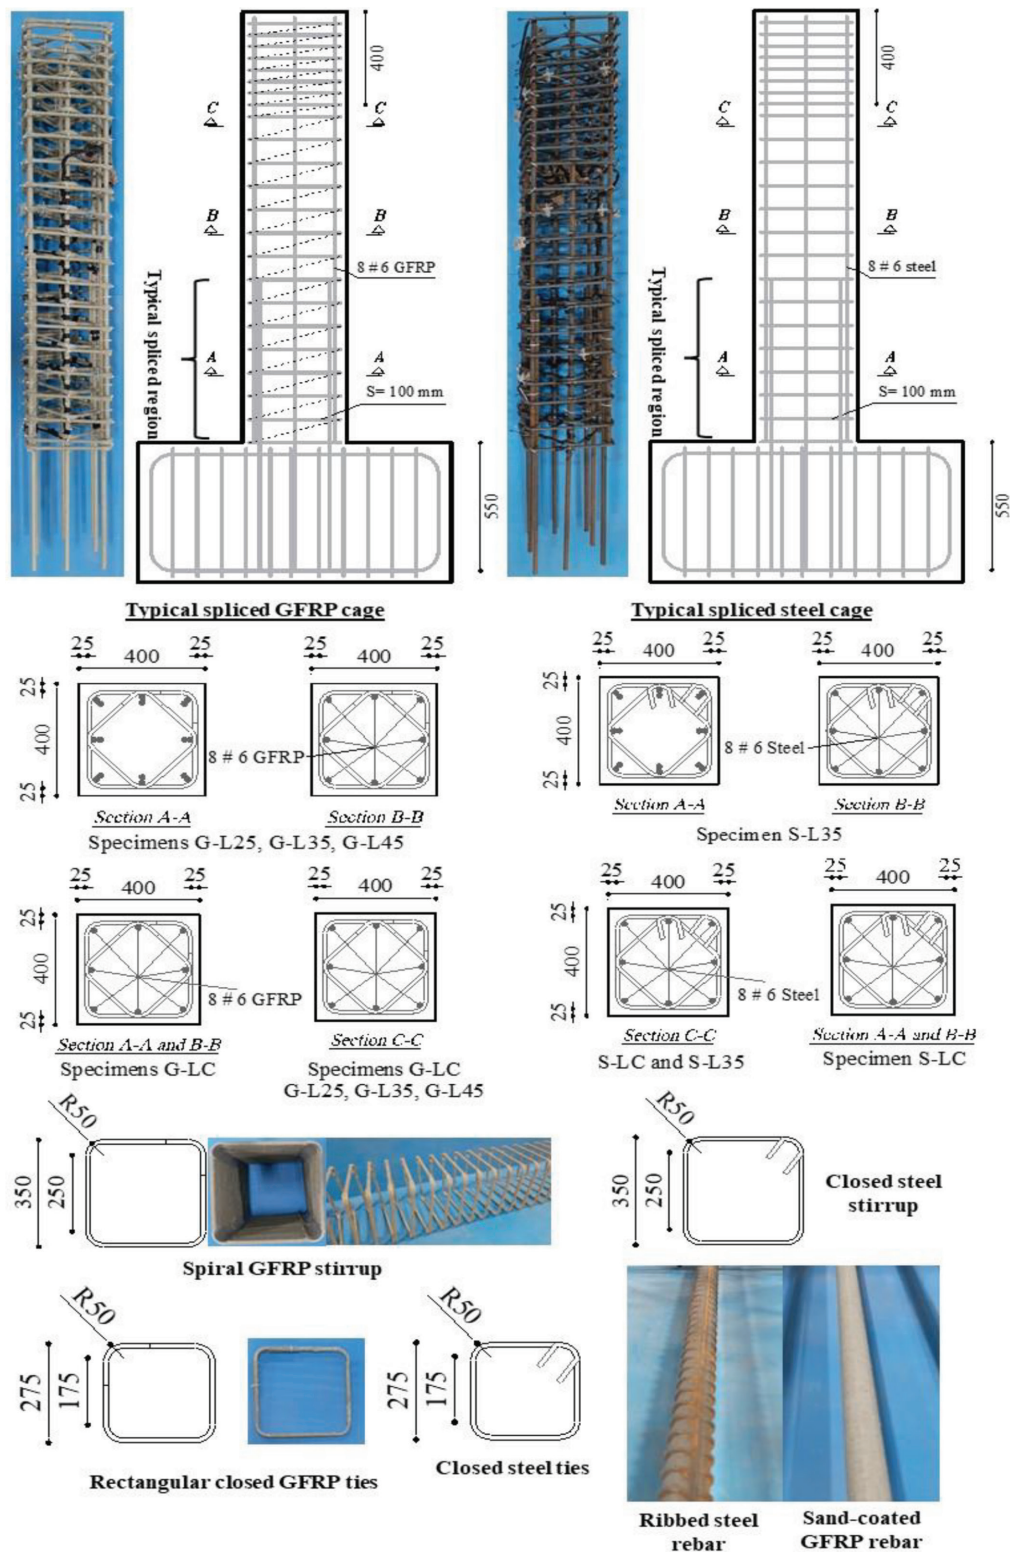 400
400
C C
C C
B B
B B
8 # 6 GFRP
8 # 6 steel
Typical spliced region
Typical spliced region
A A
A A
S= 100 mm
S= 100 mm
550
550
Typical spliced GFRP cage
Typical spliced steel cage
25 25 25 25
400 400
25
400
25
8 # 6 GFRP
Section A-A Section B-B
Specimens G-L25, G-L35, G-L45
25 25 25 25
400 400
25
400
25
8 # 6 Steel
Section A-A Section B-B
Specimen S-L35
25 25 25 25
400 400
25
400
25
8 # 6 GFRP
Section A-A and B-B
Specimens G-LC
Section C-C
Specimens G-LC
G-L25, G-L35, G-L45
25 25 25 25
400 400
25
400
25
8 # 6 Steel
Section C-C
S-LC and S-L35
Section A-A and B-B
Specimen S-LC
R50
350
250
Spiral GFRP stirrup
R50
350
250
Closed steel
stirrup
R50
275
175
Rectangular closed GFRP ties
R50
275
175
Closed steel ties
Ribbed steel
rebar
Sand-coated
GFRP rebar